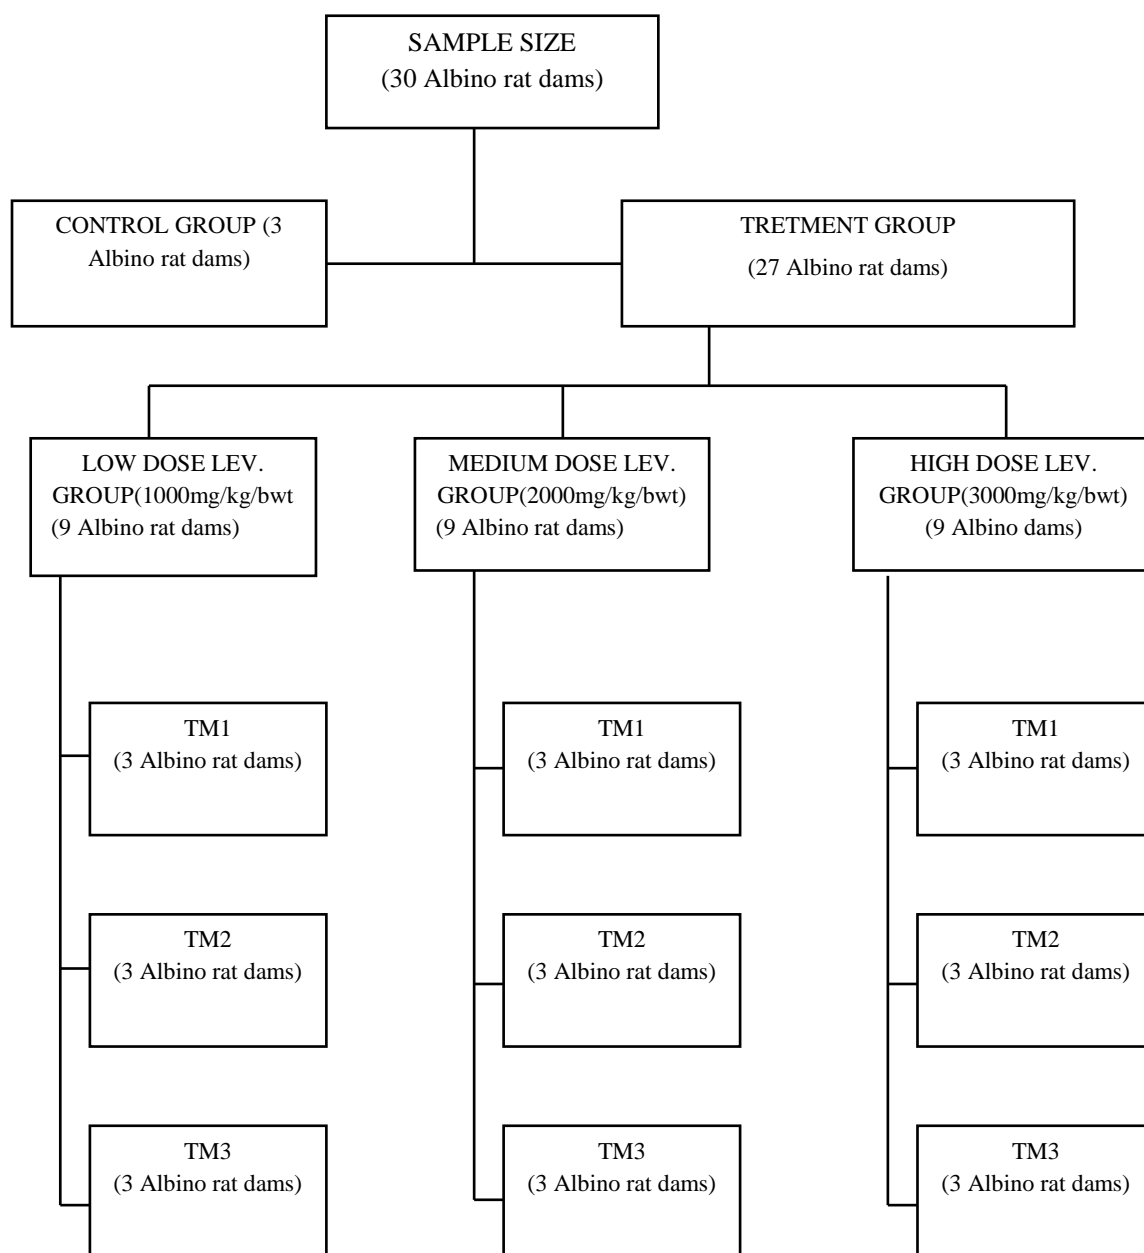 SAMPLE SIZE
(30 Albino rat dams)
CONTROL GROUP (3
Albino rat dams)
TRETMENT GROUP
(27 Albino rat dams)
LOW DOSE LEV.
GROUP(1000mg/kg/bwt
(9 Albino rat dams)
MEDIUM DOSE LEV.
GROUP(2000mg/kg/bwt)
(9 Albino rat dams)
HIGH DOSE LEV.
GROUP(3000mg/kg/bwt)
(9 Albino dams)
TM1
(3 Albino rat dams)
TM1
(3 Albino rat dams)
TM1
(3 Albino rat dams)
TM2
(3 Albino rat dams)
TM2
(3 Albino rat dams)
TM2
(3 Albino rat dams)
TM3
(3 Albino rat dams)
TM3
(3 Albino rat dams)
TM3
(3 Albino rat dams)